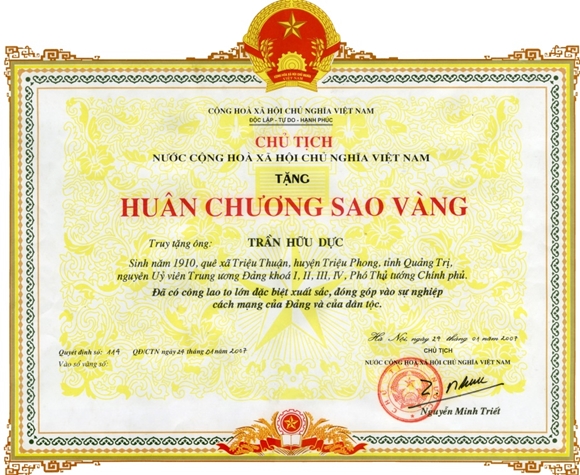 CỘNG HOÀ XÃ HỘI CHỦ NGHĨA VIỆT NAM
ĐỘC LẬP - TỰ DO - HẠNH PHÚC
CHỦ TỊCH
NƯỚC CỘNG HOÀ XÃ HỘI CHỦ NGHĨA VIỆT NAM
TẶNG
HUÂN CHƯƠNG SAO VÀNG
Truy tặng ông: TRẦN HỮU DỰC
Sinh năm 1910, quê xã Triệu Thuận, huyện Triệu Phong, tỉnh Quảng Trị,
nguyên Uỷ viên Trung ương Đảng khoá I, II, III, IV, Phó Thủ tướng Chính phủ.
Đã có công lao to lớn đặc biệt xuất sắc, đóng góp vào sự nghiệp
cách mạng của Đảng và của dân tộc.
Hà Nội, ngày 29 tháng 01 năm 2007
Quyết định số: 119 QĐ/CTN ngày 29 tháng 01 năm 2007
CHỦ TỊCH
Vào sổ vàng số:
NƯỚC CỘNG HOÀ XÃ HỘI CHỦ NGHĨA VIỆT NAM
Nguyễn Minh Triết